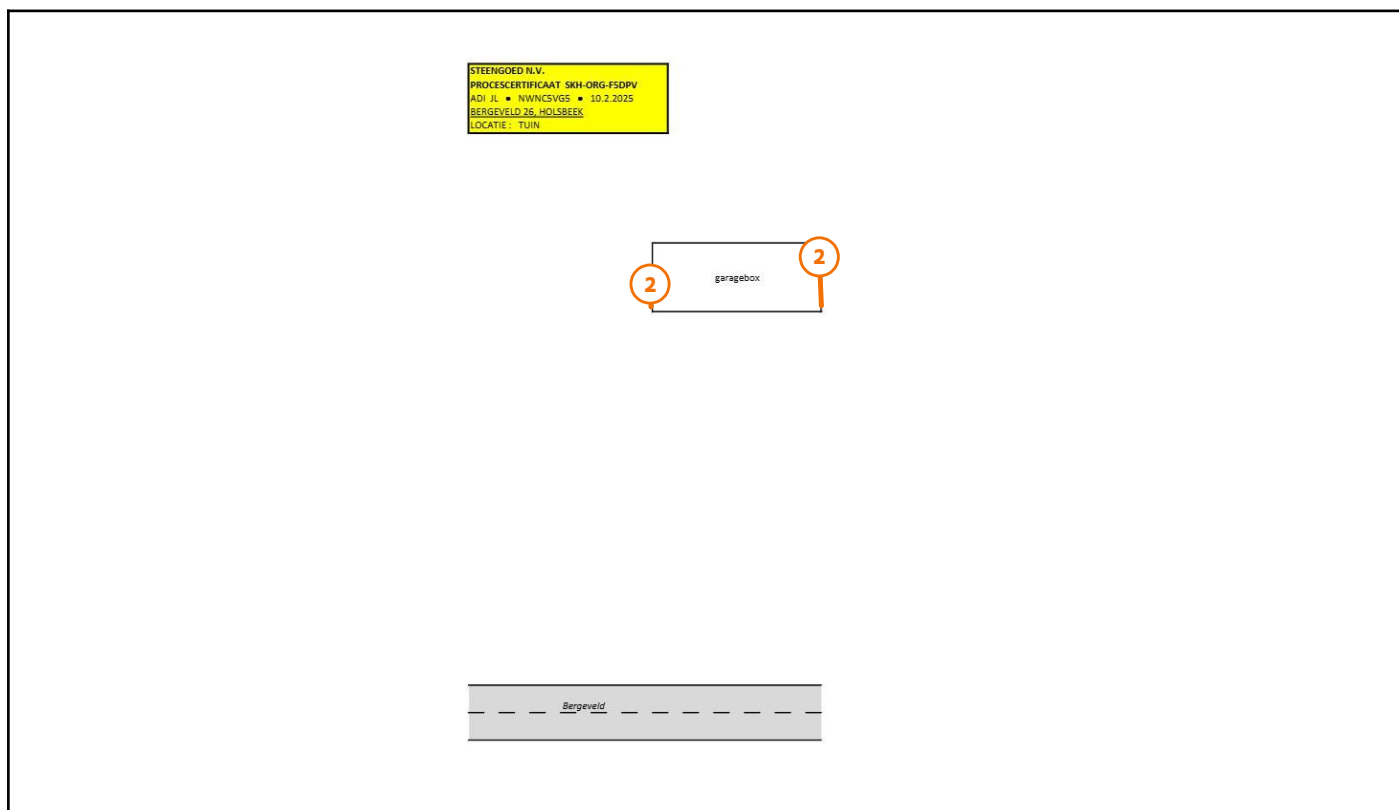 STEENGOED N.V.
PROCESCERTIFICAAT SKH-ORG-F5DPV
ADI JL ● NWNC5VG5 ● 10.2.2025
BERGEVELD 26, HOLSBEEK
LOCATIE : TUIN
2
2
garagebox
Bergeveld